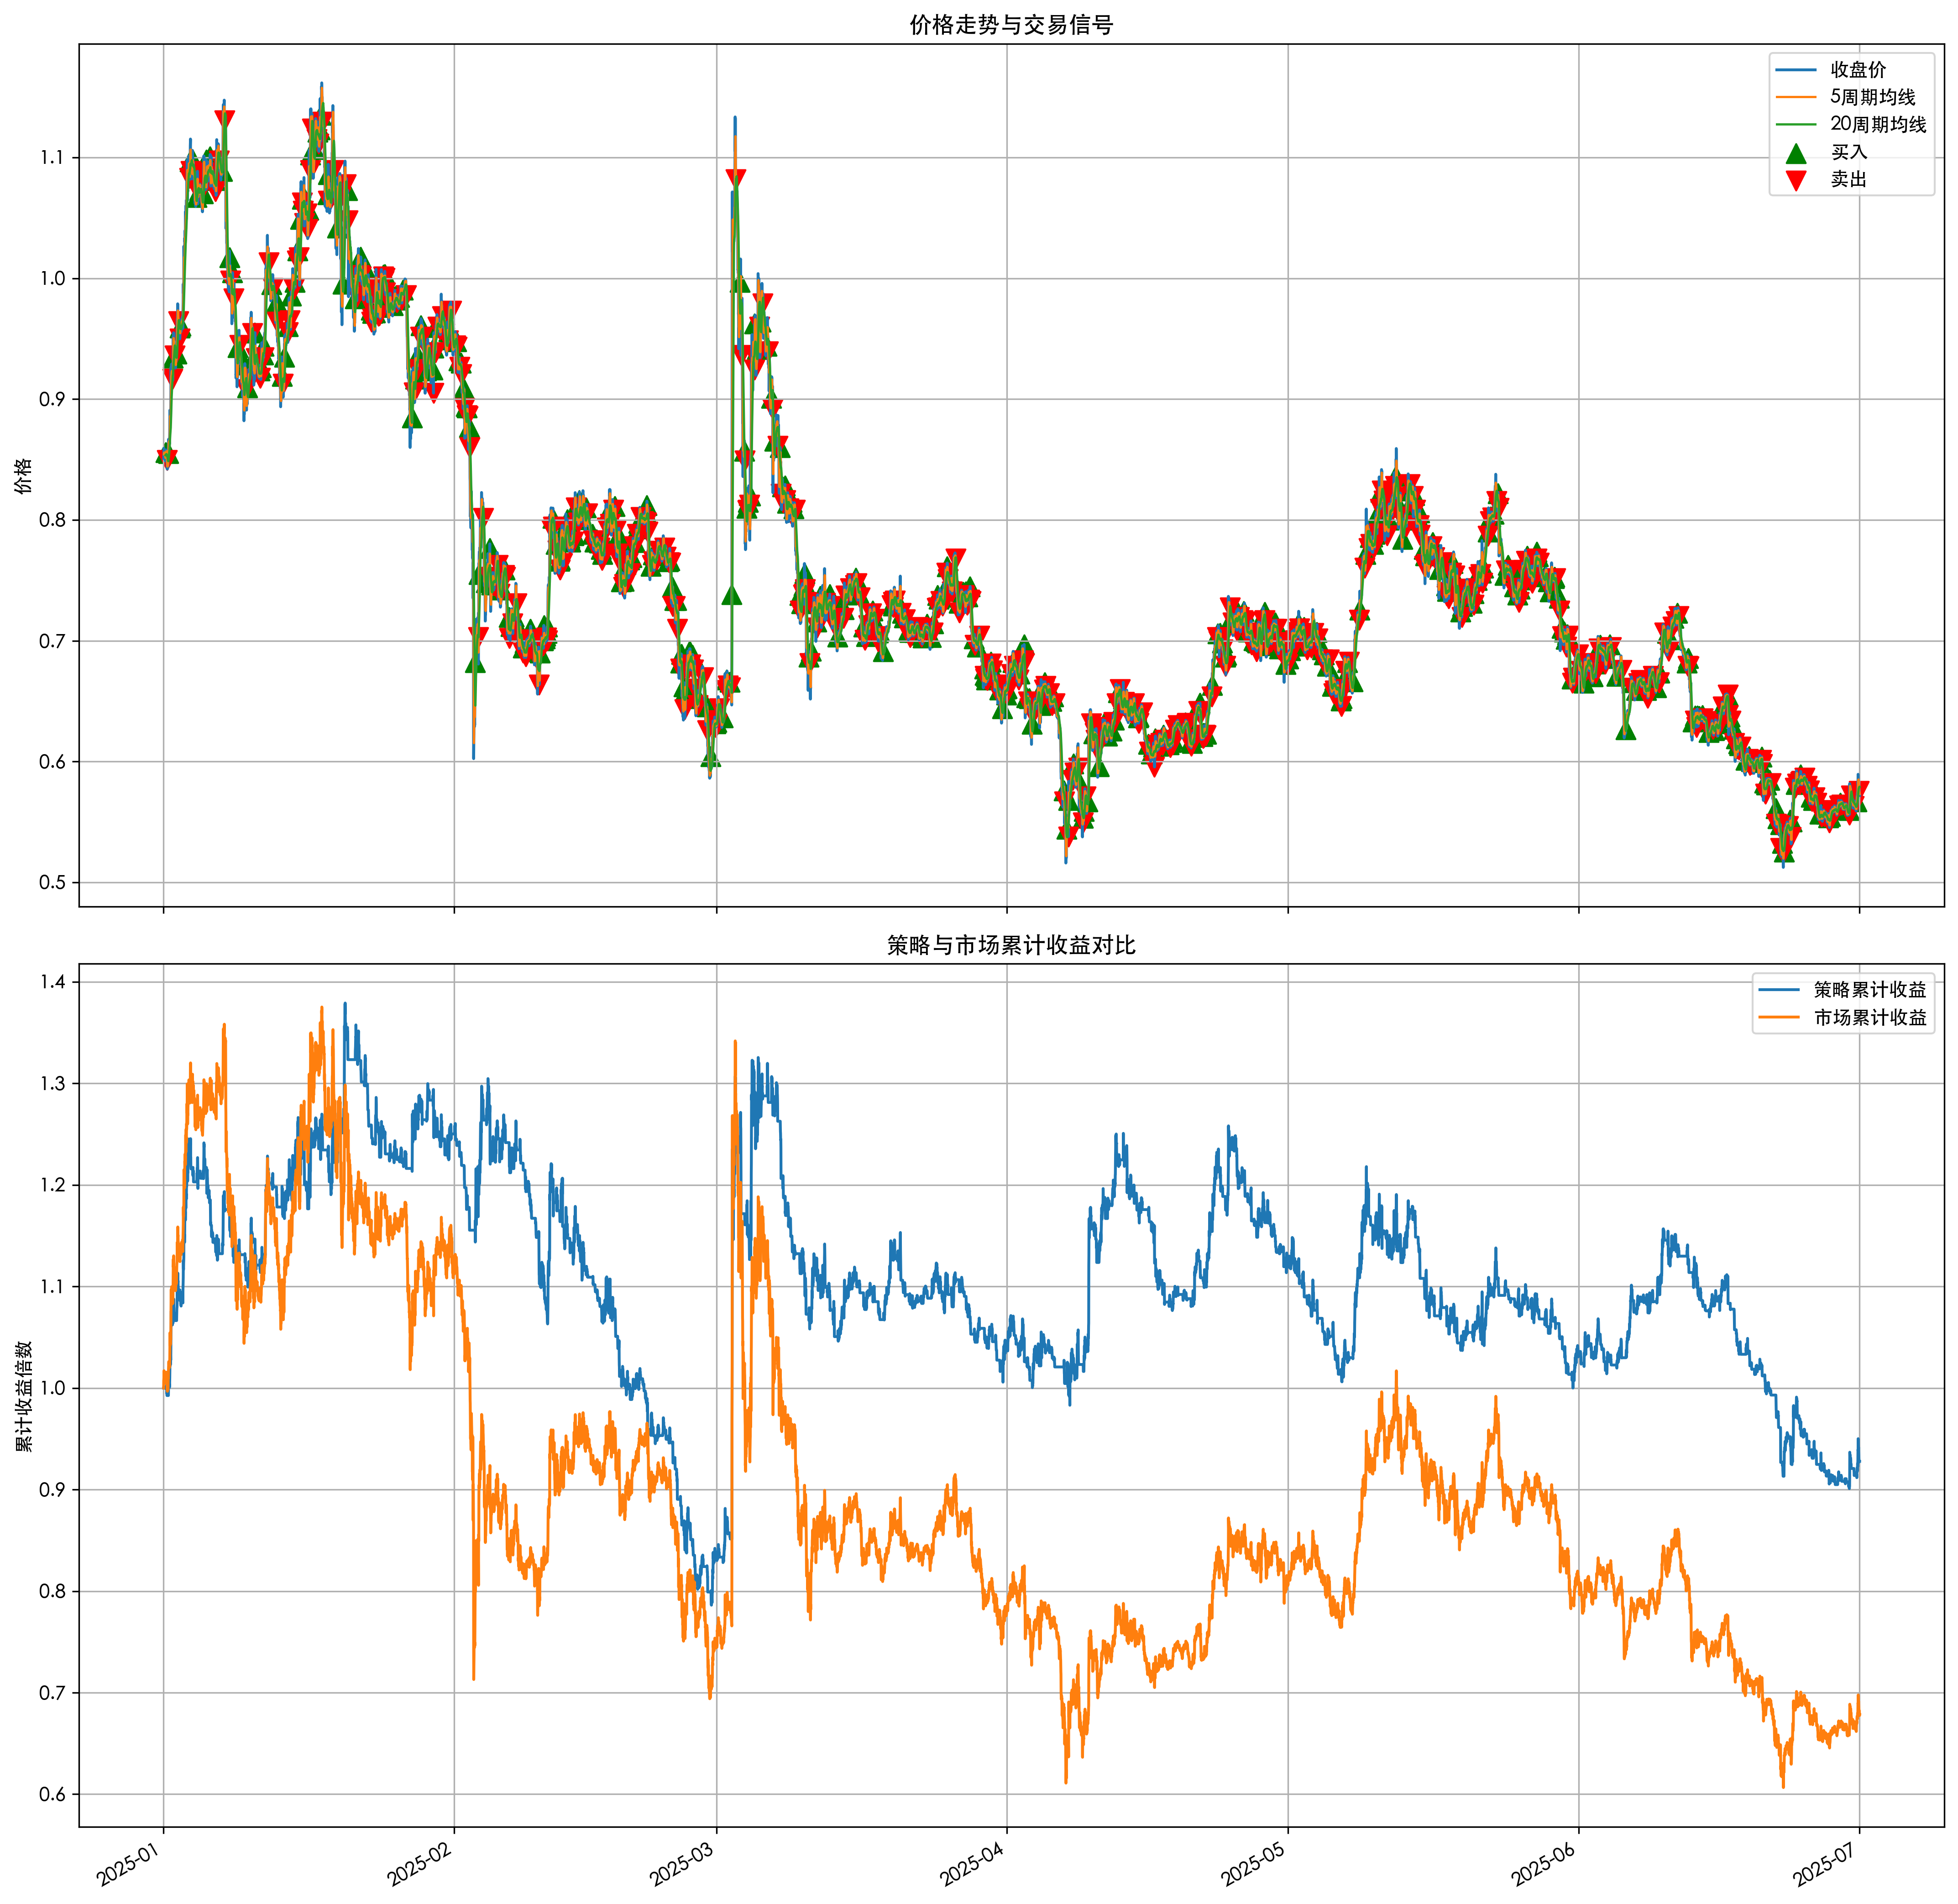 价格走势与交易信号
收盘价
5周期均线
20周期均线
买入
卖出
价格
1.1
1.0
0.9
0.8
0.7
0.6
0.5
策略与市场累计收益对比
策略累计收益
市场累计收益
累计收益倍数
1.4
1.3
1.2
1.1
1.0
0.9
0.8
0.7
0.6
2025-01
2025-02
2025-03
2025-04
2025-05
2025-06
2025-07